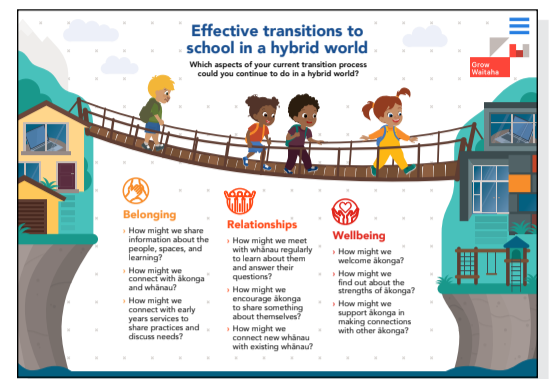 Effective transitions to
school in a hybrid world
Which aspects of your current transition process
could you continue to do in a hybrid world?
Grow
Waitaha
Belonging
› How might we share
information about the
people, spaces, and
learning?
› How might we
connect with ākonga
and whānau?
› How might we
connect with early
years services to
share practices and
discuss needs?
Relationships
› How might we meet
with whānau regularly
to learn about them
and answer their
questions?
› How might we
encourage ākonga
to share something
about themselves?
› How might we
connect new whānau
with existing whānau?
Wellbeing
› How might we
welcome ākonga?
› How might we
find out about the
strengths of ākonga?
› How might we
support ākonga in
making connections
with other ākonga?